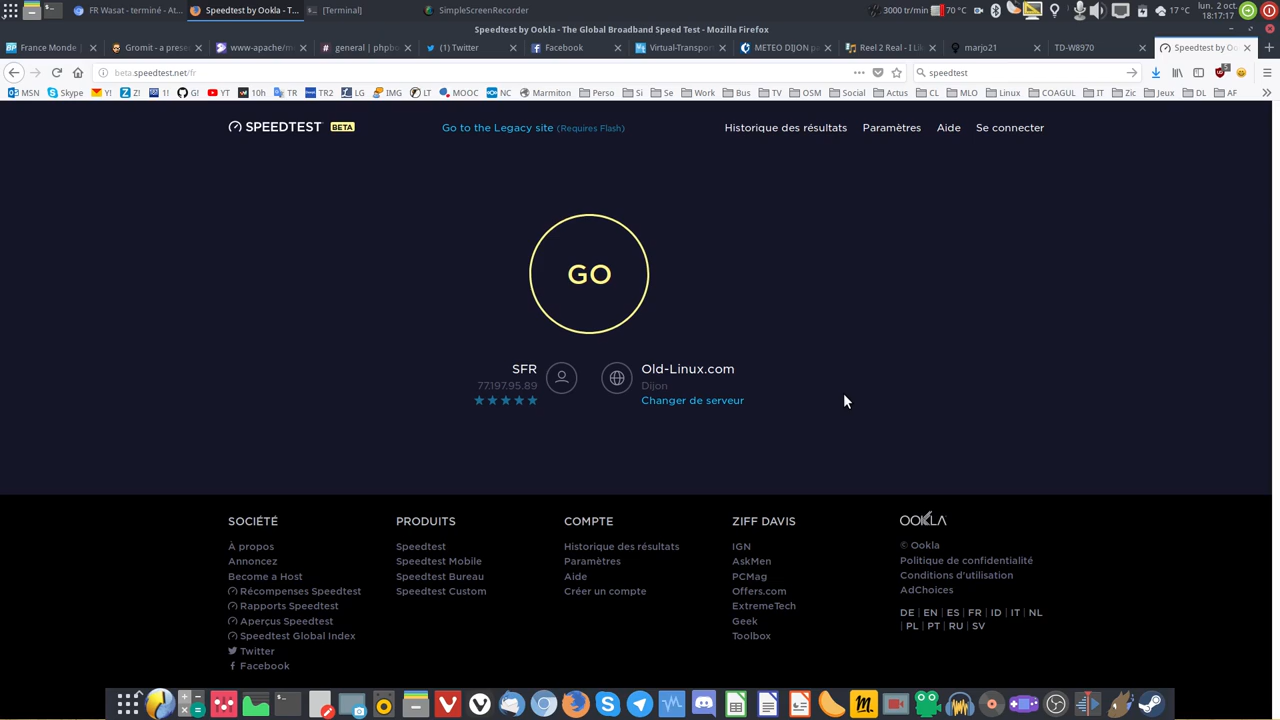 FR Wasat - terminé - At...
Speedtest by Ookla - T...
[Terminal]
SimpleScreenRecorder
3000 tr/min
70 °C
17 °C
lun. 2 oct.
18:17:17
Speedtest by Ookla - The Global Broadband Speed Test - Mozilla Firefox
France Monde |
Gromit - a prese
www-apache/m
general | phpbo
(1) Twitter
Facebook
Virtual-Transpor
METEO DIJON pa
Reel 2 Real - I Li
marjo21
TD-W8970
Speedtest by Oo
beta.speedtest.net/fr
speedtest
MSN
Skype
Y!
Z!
1!
G!
YT
10h
TR
TR2
LG
IMG
LT
MOOC
NC
Marmiton
Perso
Si
Se
Work
Bus
TV
OSM
Social
Actus
CL
MLO
Linux
COAGUL
IT
Zic
Jeux
DL
AF
SPEEDTEST BETA
Go to the Legacy site (Requires Flash)
Historique des résultats
Paramètres
Aide
Se connecter
GO
SFR
77.197.95.89
Old-Linux.com
Dijon
Changer de serveur
SOCIÉTÉ
À propos
Annoncez
Become a Host
Récompenses Speedtest
Rapports Speedtest
Aperçus Speedtest
Speedtest Global Index
Twitter
Facebook
PRODUITS
Speedtest
Speedtest Mobile
Speedtest Bureau
Speedtest Custom
COMPTE
Historique des résultats
Paramètres
Aide
Créer un compte
ZIFF DAVIS
IGN
AskMen
PCMag
Offers.com
ExtremeTech
Geek
Toolbox
OOKLA
© Ookla
Politique de confidentialité
Conditions d'utilisation
AdChoices
DE | EN | ES | FR | ID | IT | NL
| PL | PT | RU | SV